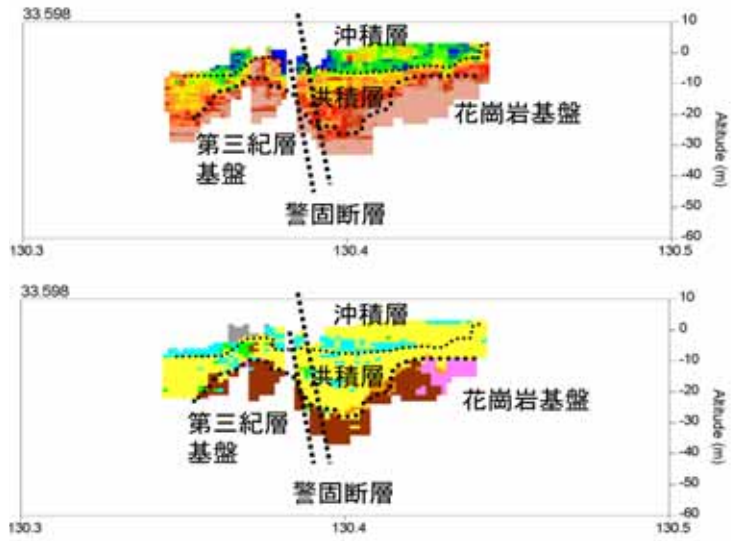 33.598
沖積層
洪積層
花崗岩基盤
第三紀層
基盤
警固断層
10
0
-10
-20
-30
-40
-50
-60
Altitude (m)
130.3
130.4
130.5
33.598
沖積層
洪積層
花崗岩基盤
第三紀層
基盤
警固断層
10
0
-10
-20
-30
-40
-50
-60
Altitude (m)
130.3
130.4
130.5